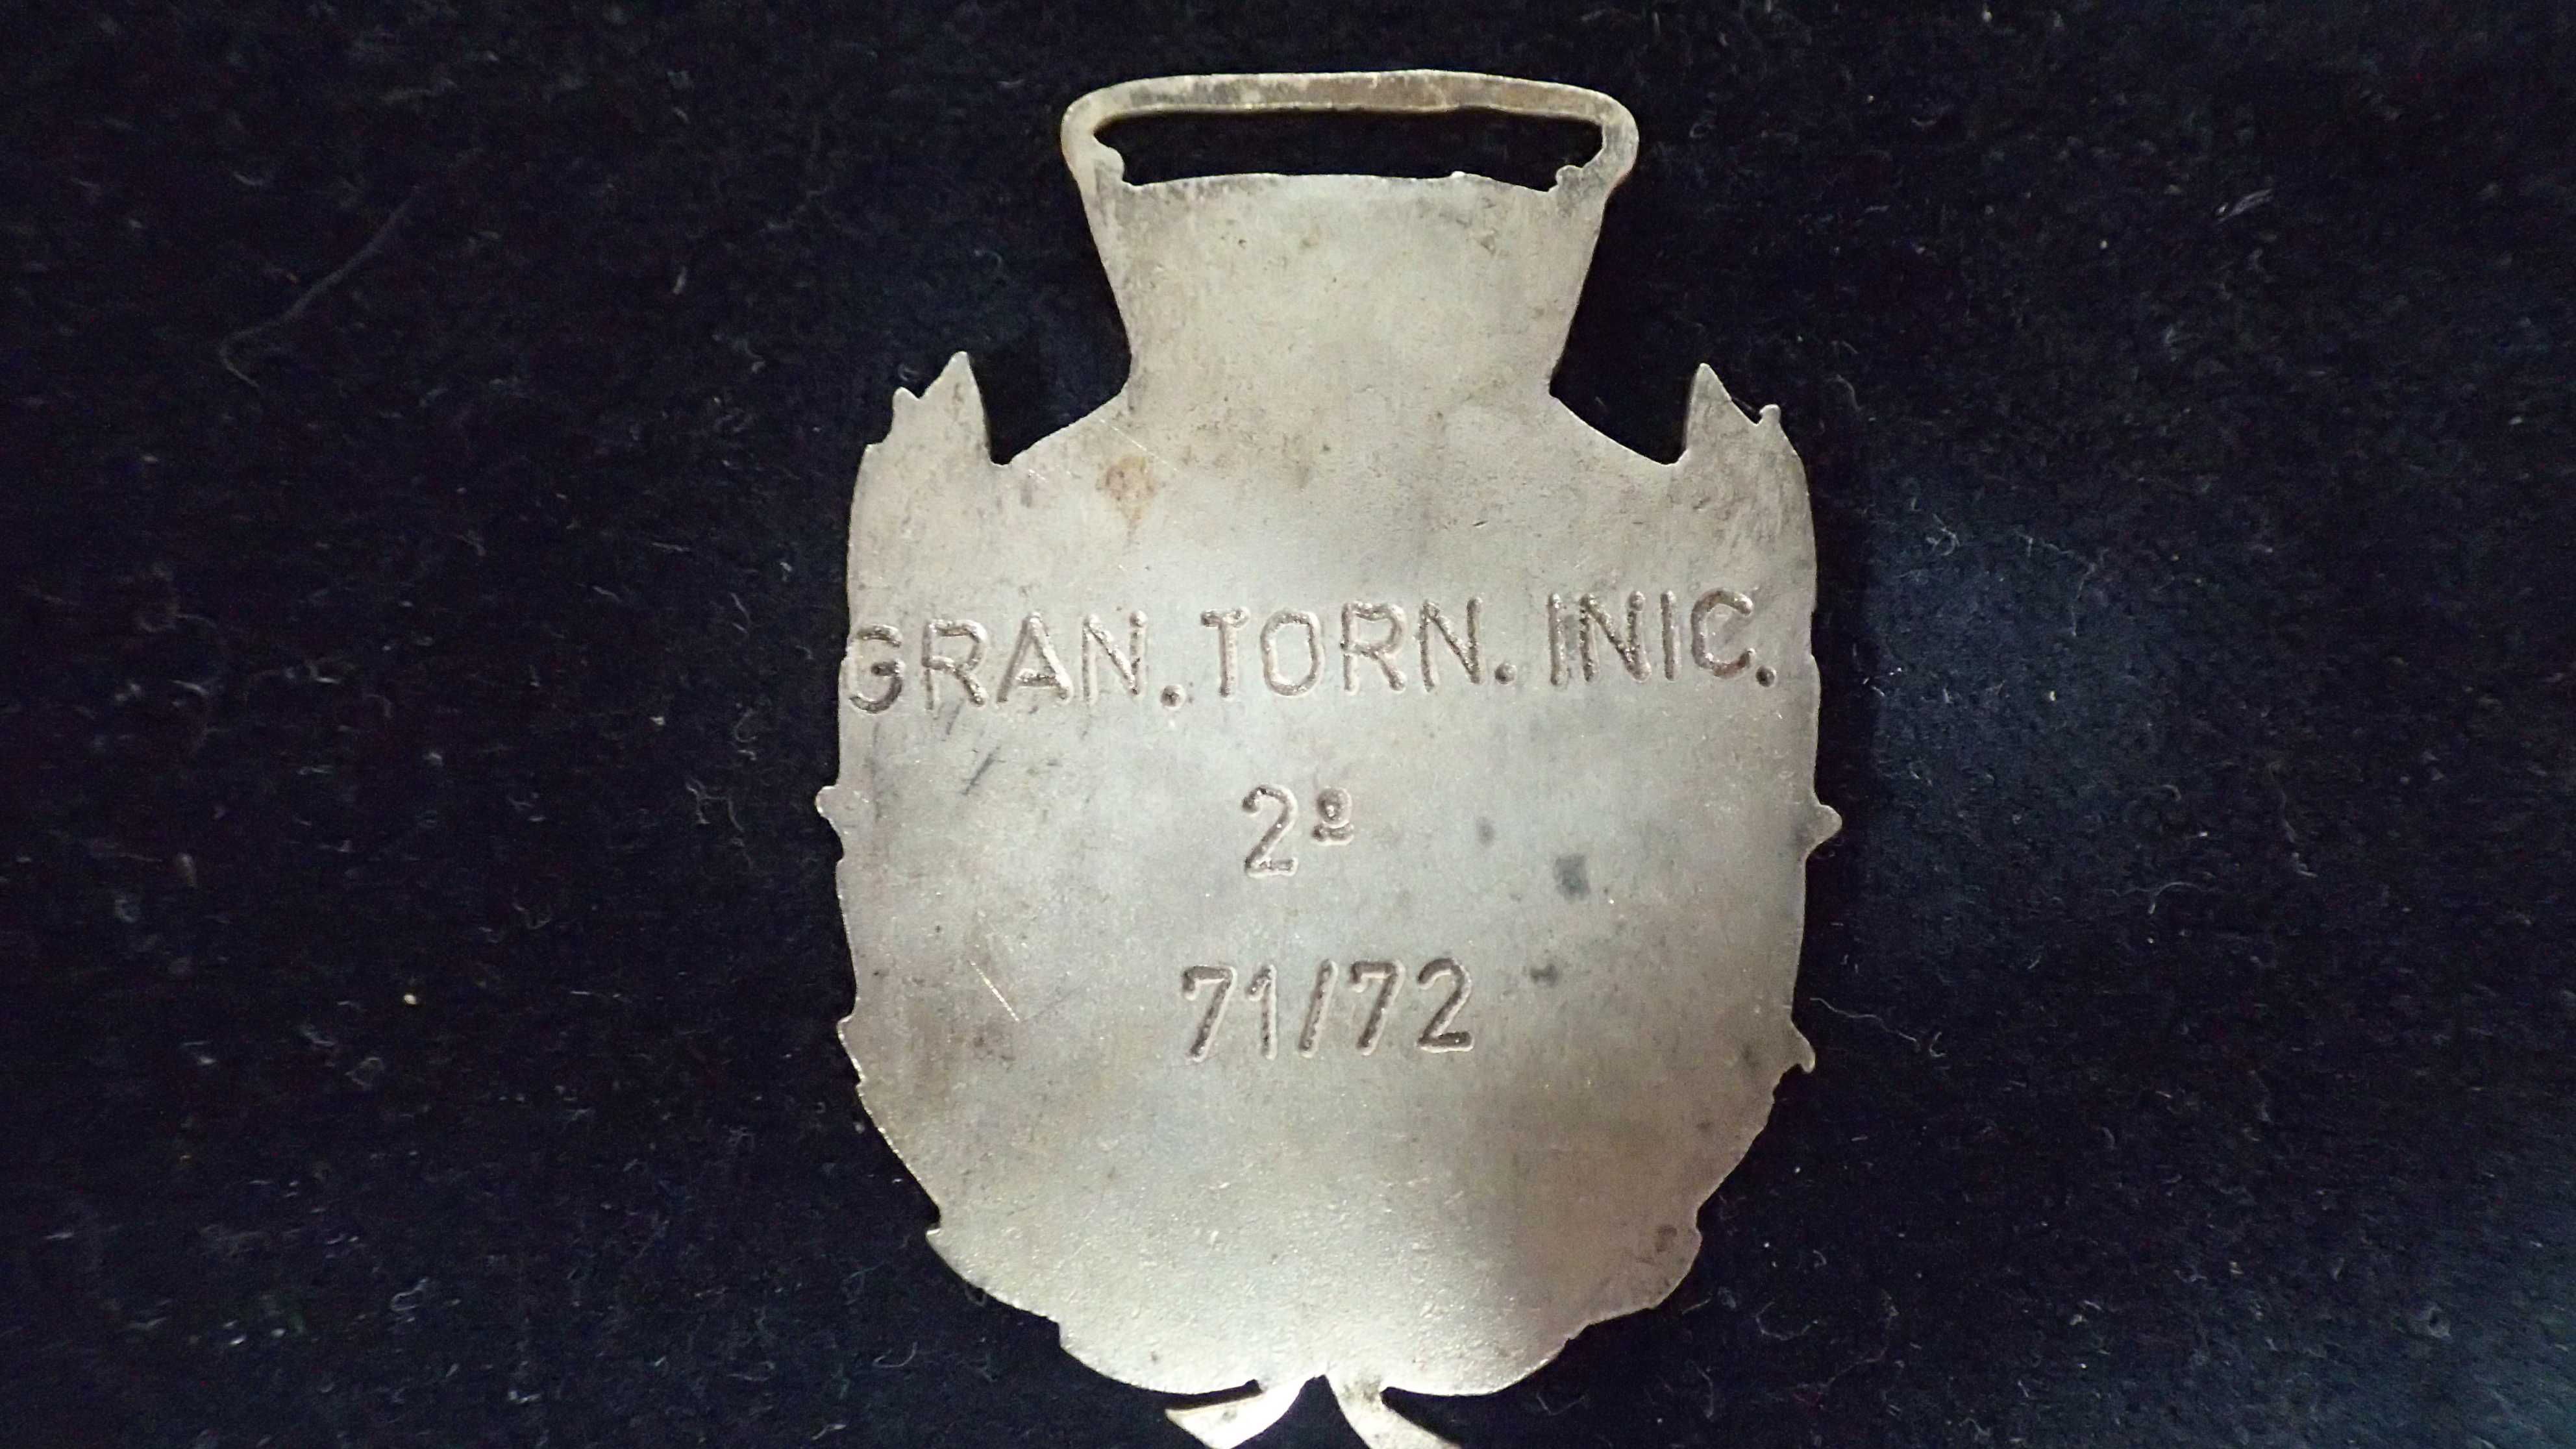 GRAN. TORN. INIC.
2º
71/72